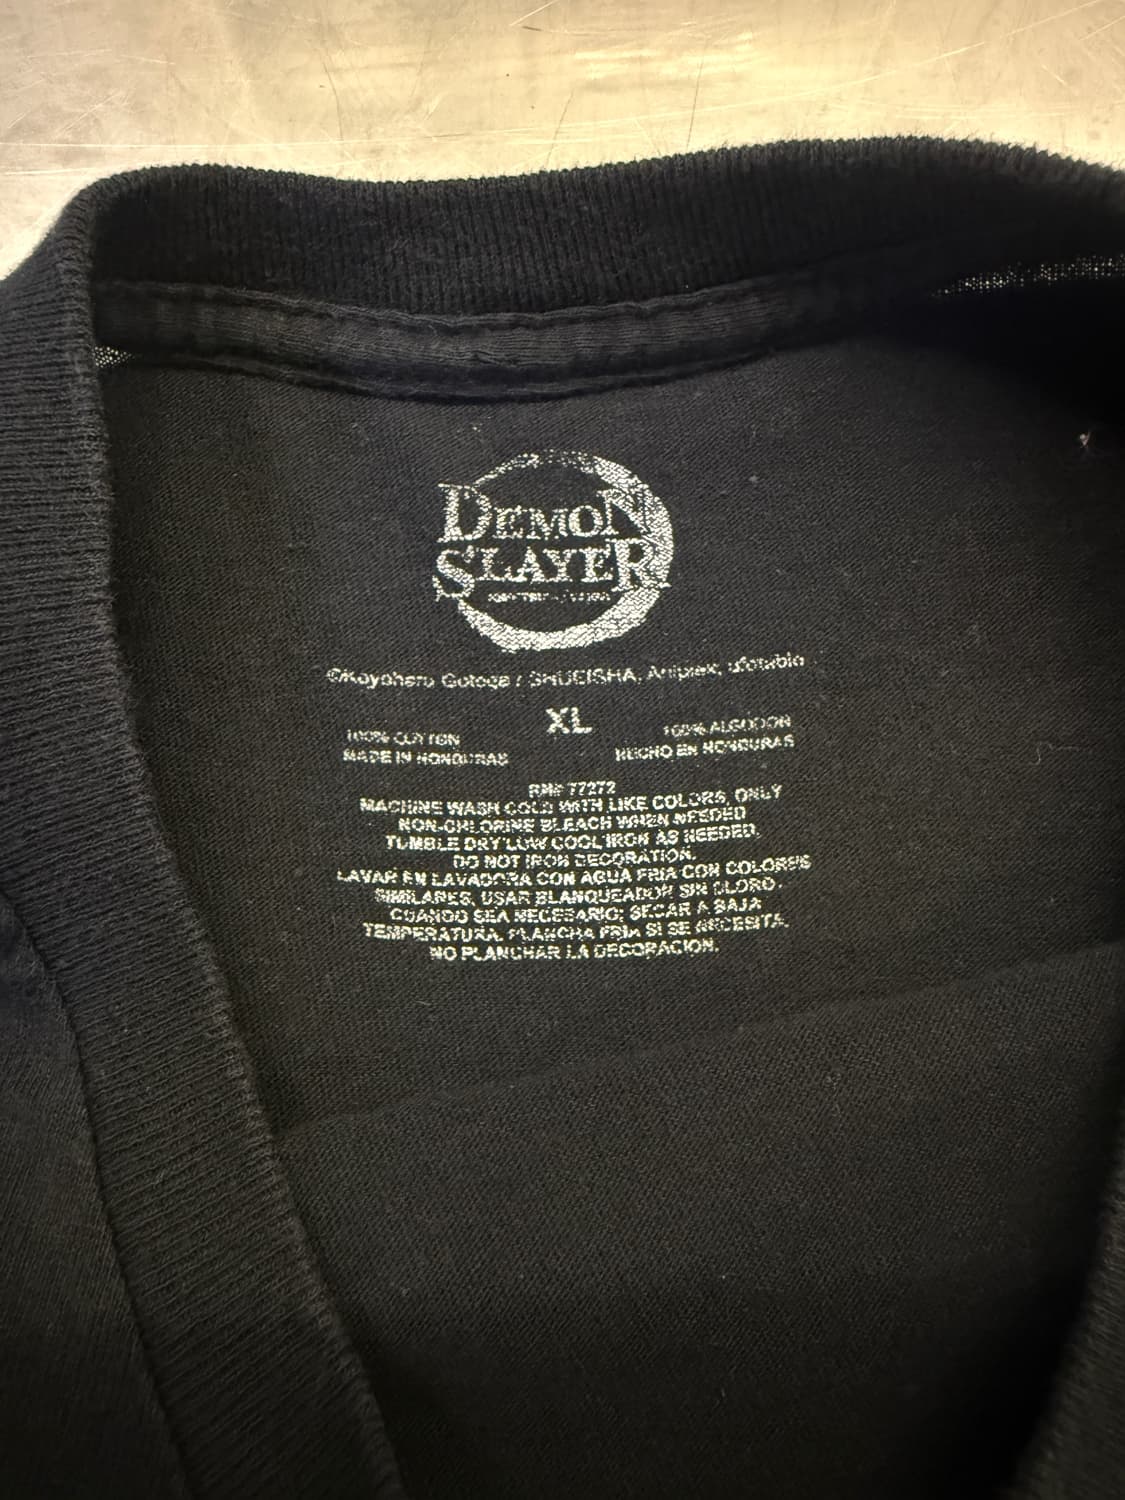 DEMON
SLAYER
©Koyoharu Gotoge / SHUEISHA, Aniplex, ufotable
XL
100% COTTON
MADE IN HONDURAS
100% ALGODON
HECHO EN HONDURAS
RN# 77272
MACHINE WASH COLD WITH LIKE COLORS, ONLY
NON-CHLORINE BLEACH WHEN NEEDED
TUMBLE DRY LOW COOL IRON AS NEEDED.
DO NOT IRON DECORATION.
LAVAR EN LAVADORA CON AGUA FRIA CON COLORES
SIMILARES, USAR BLANQUEADOR SIN CLORO.
CUANDO SEA NECESARIO; SECAR A BAJA
TEMPERATURA. PLANCHA FRIA SI SE NECESITA.
NO PLANCHAR LA DECORACION.